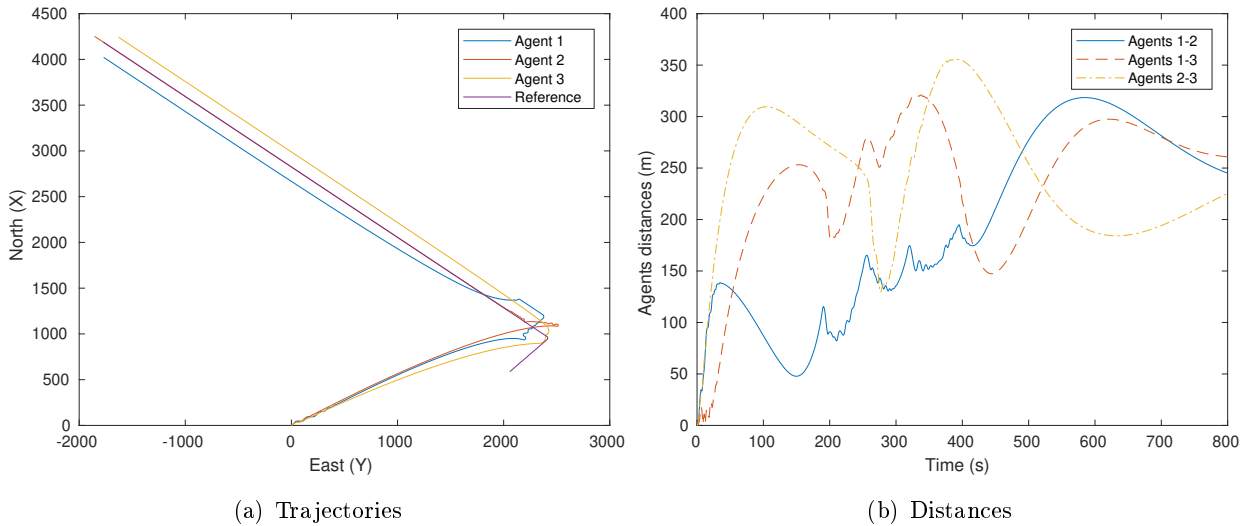 4500
4000
3500
3000
2500
2000
1500
1000
500
0
-2000 -1000 0 1000 2000 3000
North (X)
East (Y)
Agent 1
Agent 2
Agent 3
Reference
(a) Trajectories
400
350
300
250
200
150
100
50
0
0 100 200 300 400 500 600 700 800
Agents distances (m)
Time (s)
Agents 1-2
Agents 1-3
Agents 2-3
(b) Distances